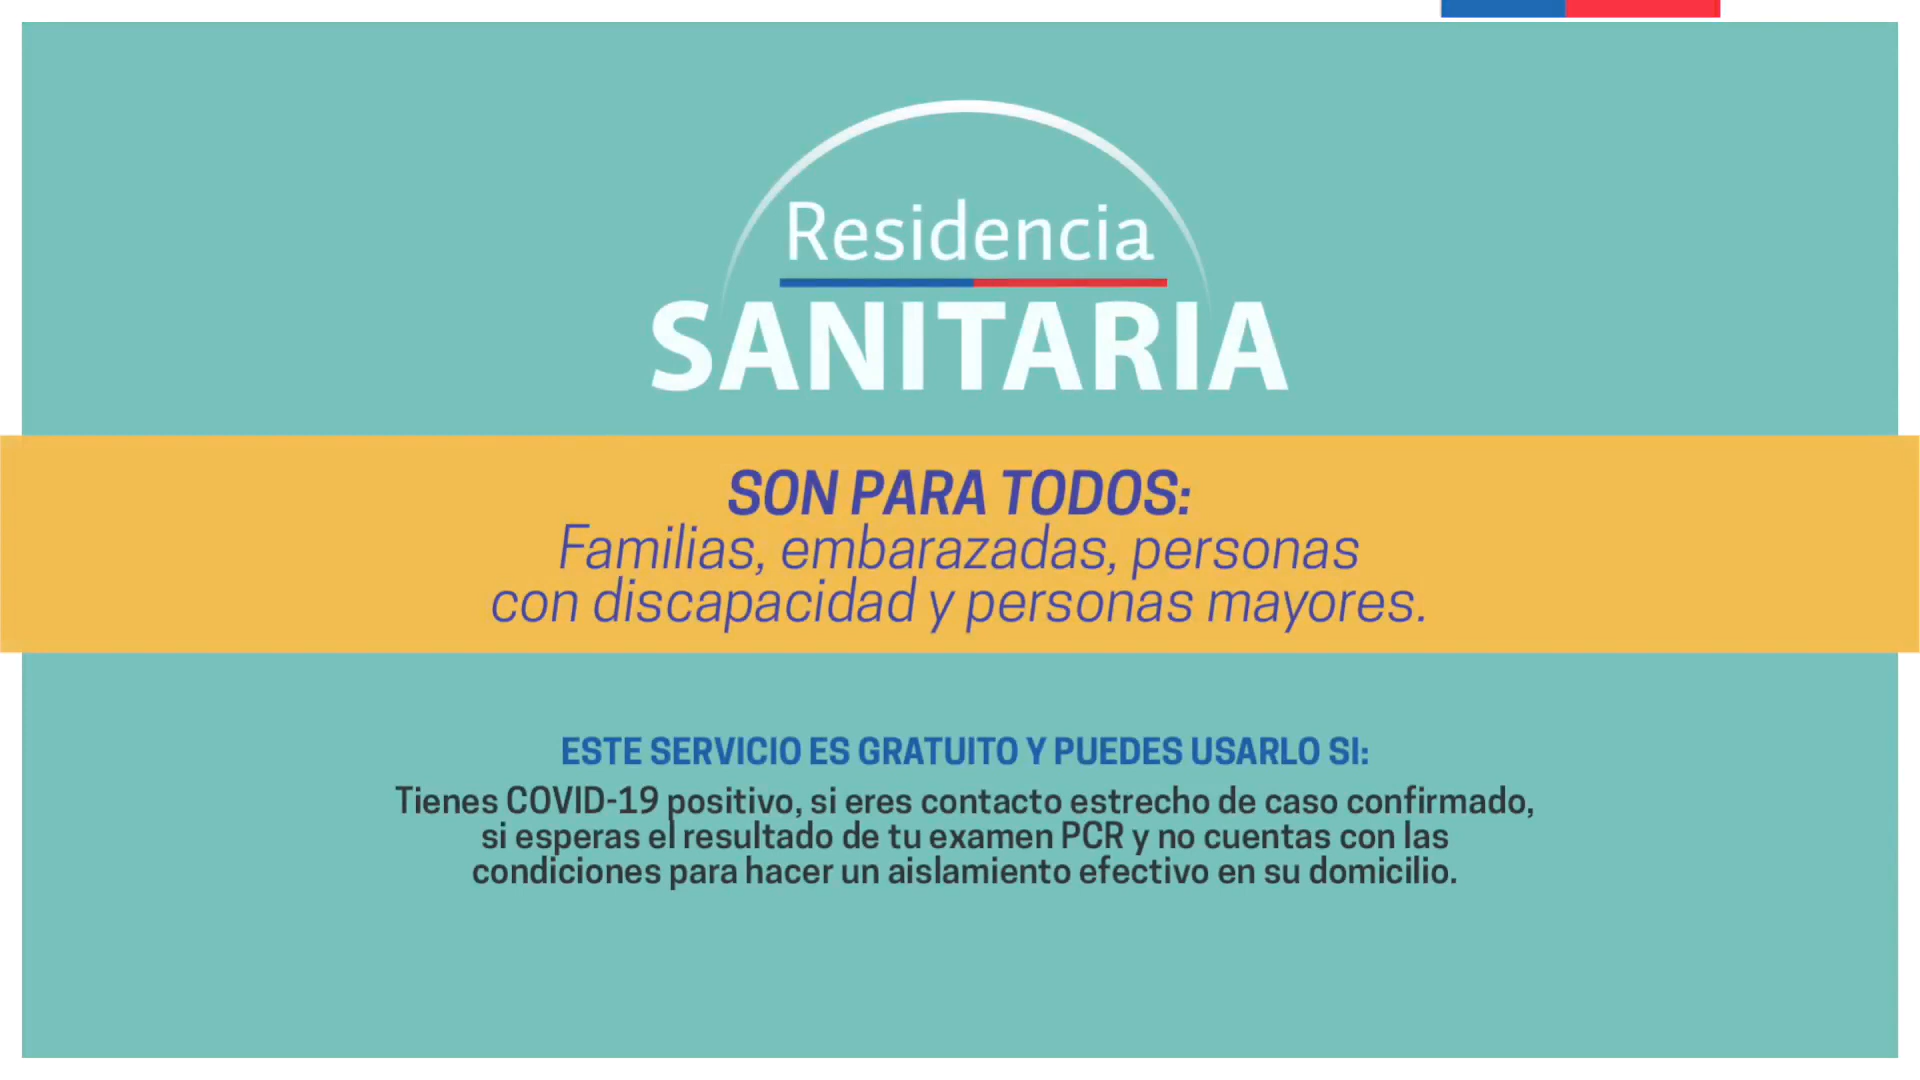 Residencia
SANITARIA
SON PARA TODOS:
Familias, embarazadas, personas
con discapacidad y personas mayores.
ESTE SERVICIO ES GRATUITO Y PUEDES USARLO SI:
Tienes COVID-19 positivo, si eres contacto estrecho de caso confirmado,
si esperas el resultado de tu examen PCR y no cuentas con las
condiciones para hacer un aislamiento efectivo en su domicilio.